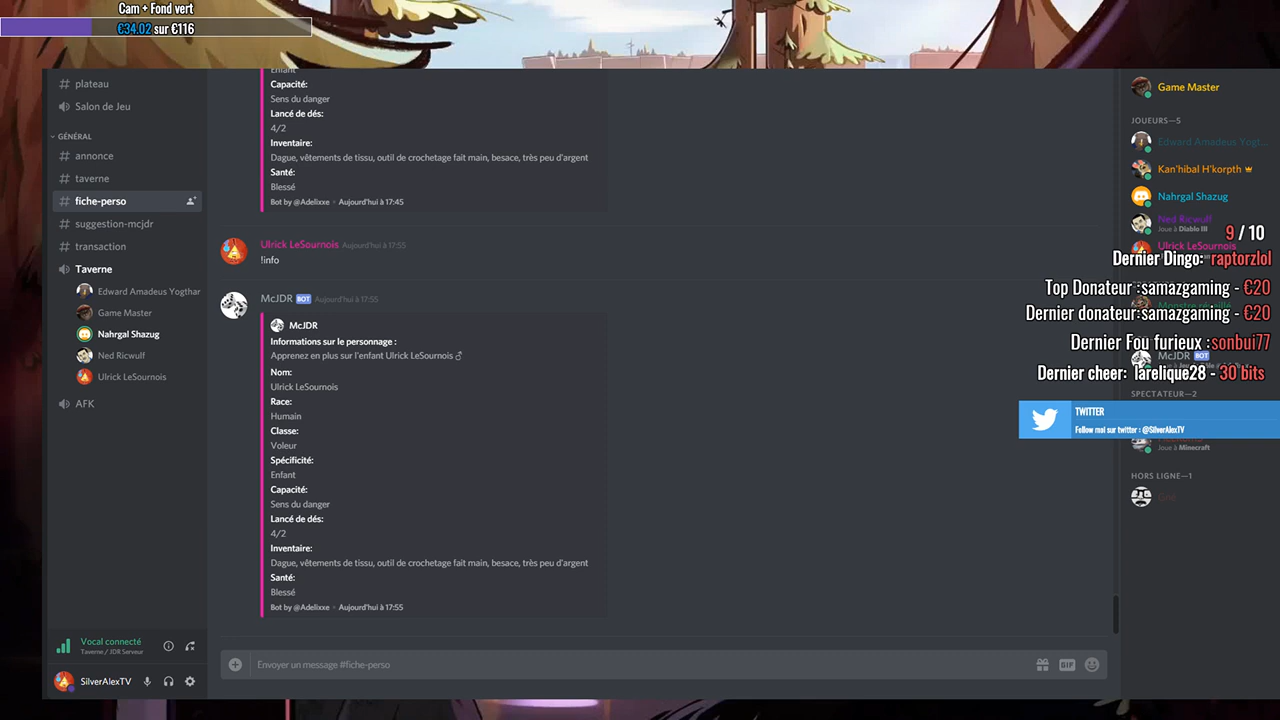 Cam + Fond vert
€34.02 sur €116
plateau
Salon de Jeu
GÉNÉRAL
annonce
taverne
fiche-perso
suggestion-mcjdr
transaction
Taverne
Edward Amadeus Yogthar
Game Master
Nahrgal Shazug
Ned Ricwulf
Ulrick LeSournois
AFK
Vocal connecté
Taverne / JDR Serveur
SilverAlexTV
Enfant
Capacité:
Sens du danger
Lancé de dés:
4/2
Inventaire:
Dague, vêtements de tissu, outil de crochetage fait main, besace, très peu d'argent
Santé:
Blessé
Bot by @Adelixxe • Aujourd'hui à 17:45
Ulrick LeSournois Aujourd'hui à 17:55
!info
McJDR BOT Aujourd'hui à 17:55
McJDR
Informations sur le personnage :
Apprenez en plus sur l'enfant Ulrick LeSournois ♂
Nom:
Ulrick LeSournois
Race:
Humain
Classe:
Voleur
Spécificité:
Enfant
Capacité:
Sens du danger
Lancé de dés:
4/2
Inventaire:
Dague, vêtements de tissu, outil de crochetage fait main, besace, très peu d'argent
Santé:
Blessé
Bot by @Adelixxe • Aujourd'hui à 17:55
Envoyer un message #fiche-perso
GIF
Game Master
JOUEURS—5
Edward Amadeus Yogt...
Kan'hibal H'korpth
Nahrgal Shazug
Ned Ricwulf
Joue à Diablo III
9 / 10
Ulrick LeSournois
Dernier Dingo: raptorzlol
Top Donateur :samazgaming - €20
Dernier donateur:samazgaming - €20
Dernier Fou furieux :sonbui77
McJDR BOT
Dernier cheer: larelique28 - 30 bits
SPECTATEUR—2
TWITTER
Follow moi sur twitter : @SilverAlexTV
Joue à Minecraft
HORS LIGNE—1